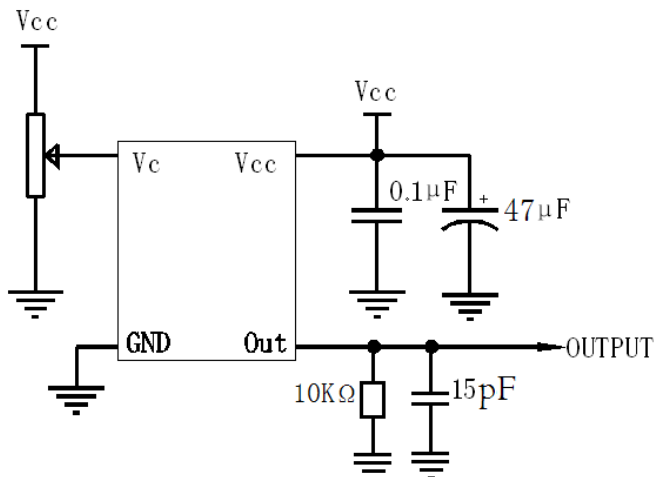 Vcc
Vcc
Vc
Vcc
0.1μF
+
47μF
GND
Out
OUTPUT
10KΩ
15pF